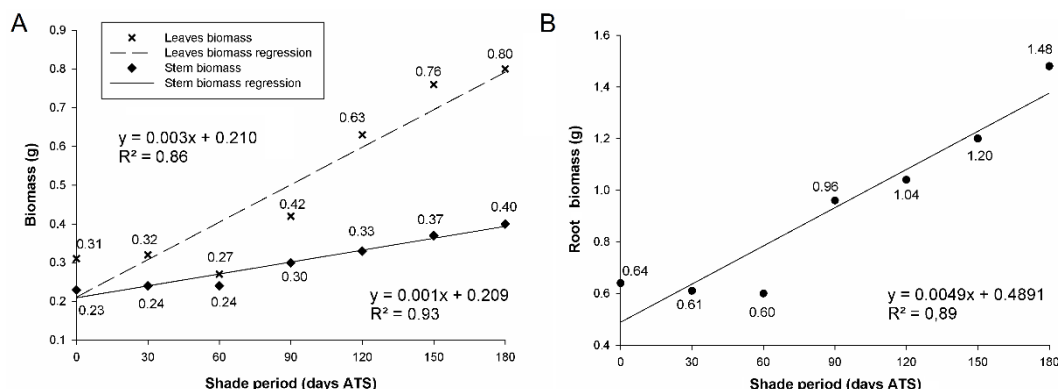 A
Leaves biomass
Leaves biomass regression
Stem biomass
Stem biomass regression
y = 0.003x + 0.210
R² = 0.86
0.31
0.32
0.27
0.42
0.63
0.76
0.80
0.23
0.24
0.24
0.30
0.33
0.37
0.40
y = 0.001x + 0.209
R² = 0.93
Biomass (g)
0.9
0.8
0.7
0.6
0.5
0.4
0.3
0.2
0.1
0 30 60 90 120 150 180
Shade period (days ATS)
B
Root biomass (g)
1.6
1.4
1.2
1.0
0.8
0.6
0.4
0.64
0.61
0.60
0.96
1.04
1.20
1.48
y = 0.0049x + 0.4891
R² = 0,89
0 30 60 90 120 150 180
Shade period (days ATS)